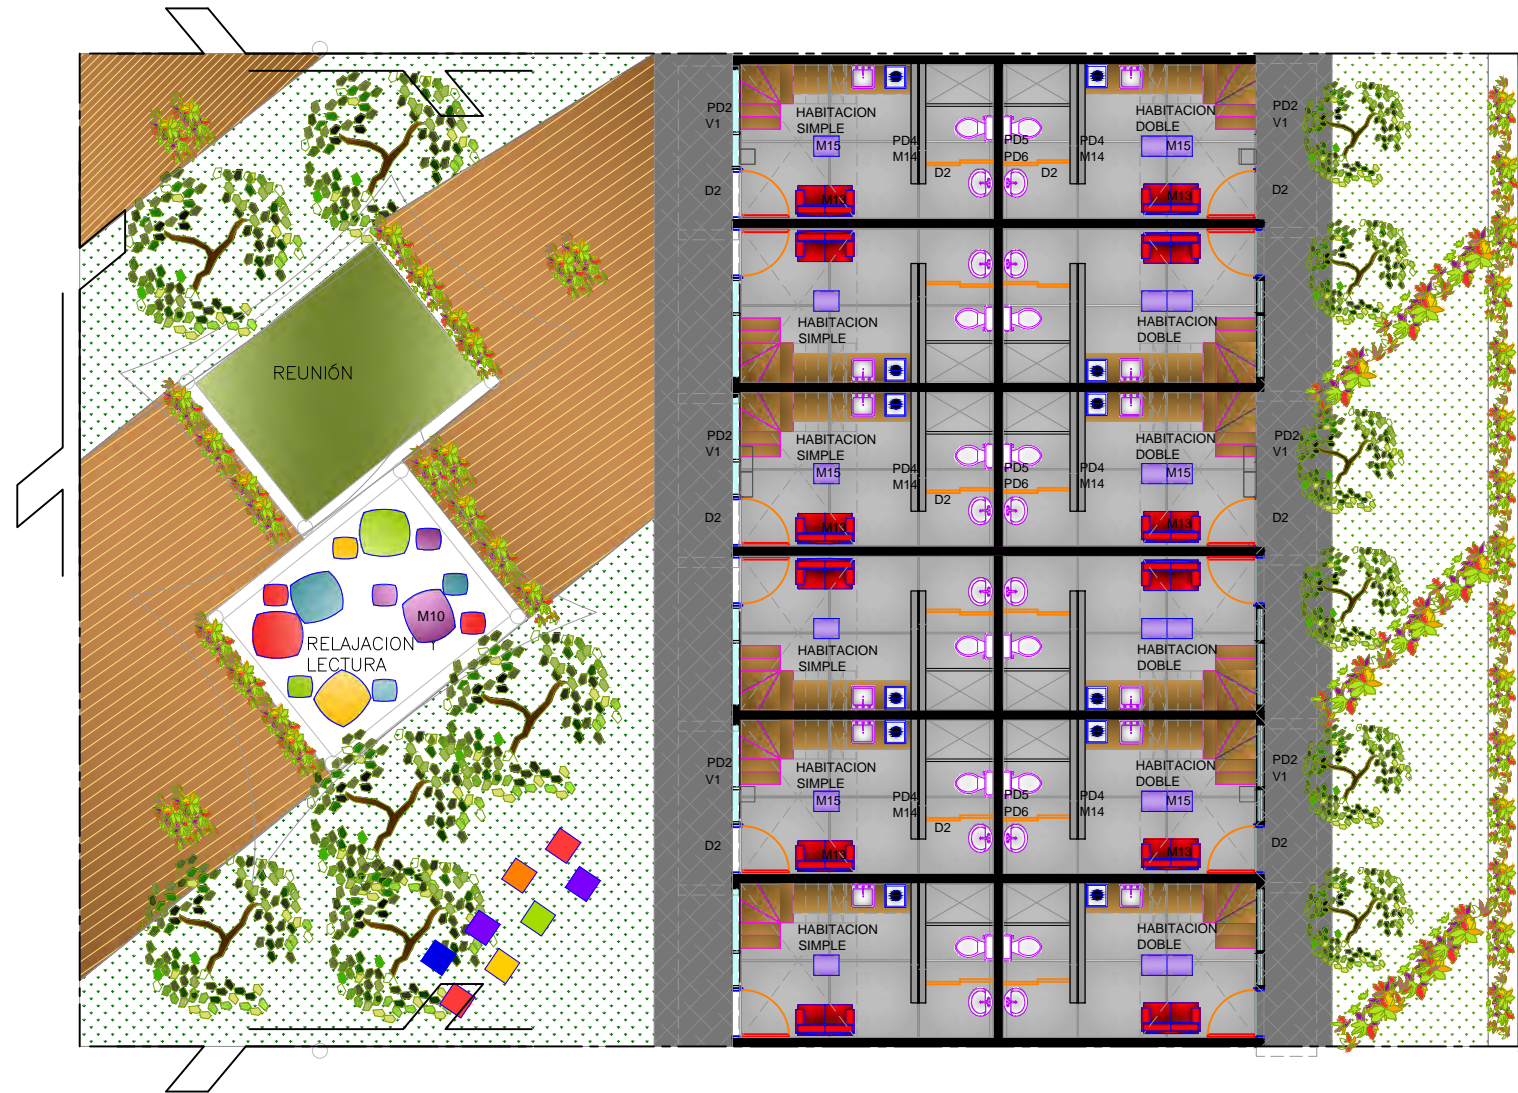 REUNIÓN
M10
RELAJACION Y
LECTURA
PD2
V1
HABITACION
SIMPLE
M15
PD4
M14
D2
PD5
PD6
D2
PD4
M14
HABITACION
DOBLE
M15
PD2
V1
D2
M13
M13
D2
HABITACION
SIMPLE
HABITACION
DOBLE
PD2
V1
HABITACION
SIMPLE
M15
PD4
M14
D2
PD5
PD6
PD4
M14
HABITACION
DOBLE
M15
PD2
V1
D2
M13
M13
D2
HABITACION
SIMPLE
HABITACION
DOBLE
PD2
V1
HABITACION
SIMPLE
M15
PD4
M14
D2
PD5
PD6
PD4
M14
HABITACION
DOBLE
M15
PD2
V1
D2
M13
M13
D2
HABITACION
SIMPLE
HABITACION
DOBLE